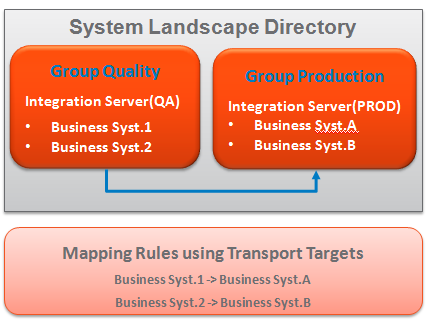 System Landscape Directory
Group Quality
Integration Server(QA)
• Business Syst.1
• Business Syst.2
Group Production
Integration Server(PROD)
• Business Syst.A
• Business Syst.B
Mapping Rules using Transport Targets
Business Syst.1 -> Business Syst.A
Business Syst.2 -> Business Syst.B